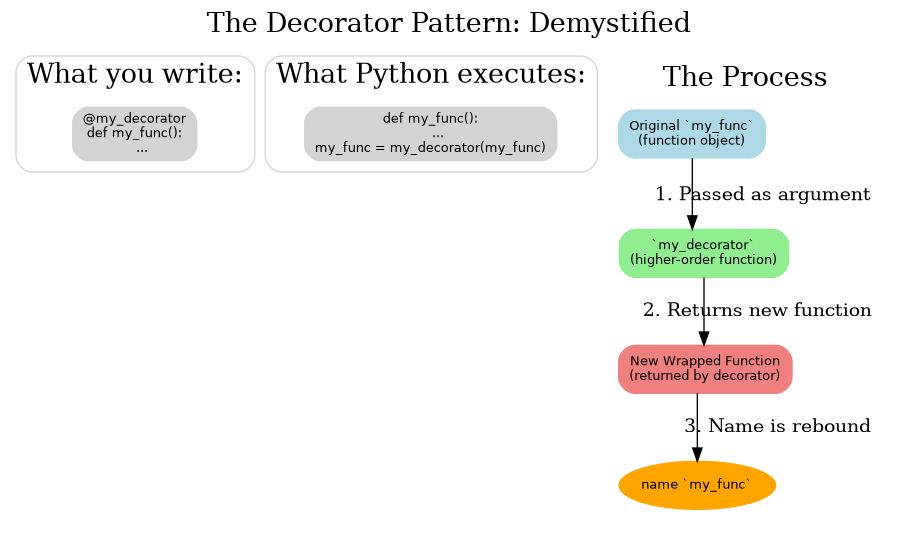 The Decorator Pattern: Demystified
What you write:
@my_decorator
def my_func():
...
What Python executes:
def my_func():
...
my_func = my_decorator(my_func)
The Process
Original `my_func`
(function object)
1. Passed as argument
`my_decorator`
(higher-order function)
2. Returns new function
New Wrapped Function
(returned by decorator)
3. Name is rebound
name `my_func`